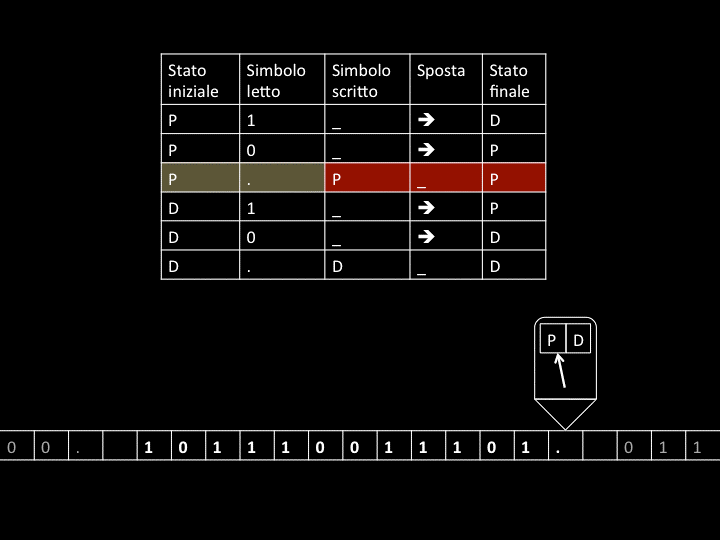 Stato iniziale Simbolo letto Simbolo scritto Sposta Stato finale
P 1 _ ➔ D
P 0 _ ➔ P
P . P _ P
D 1 _ ➔ P
D 0 _ ➔ D
D . D _ D
P D
0 0 . 1 0 1 1 1 0 0 1 1 1 0 1 . 0 1 1